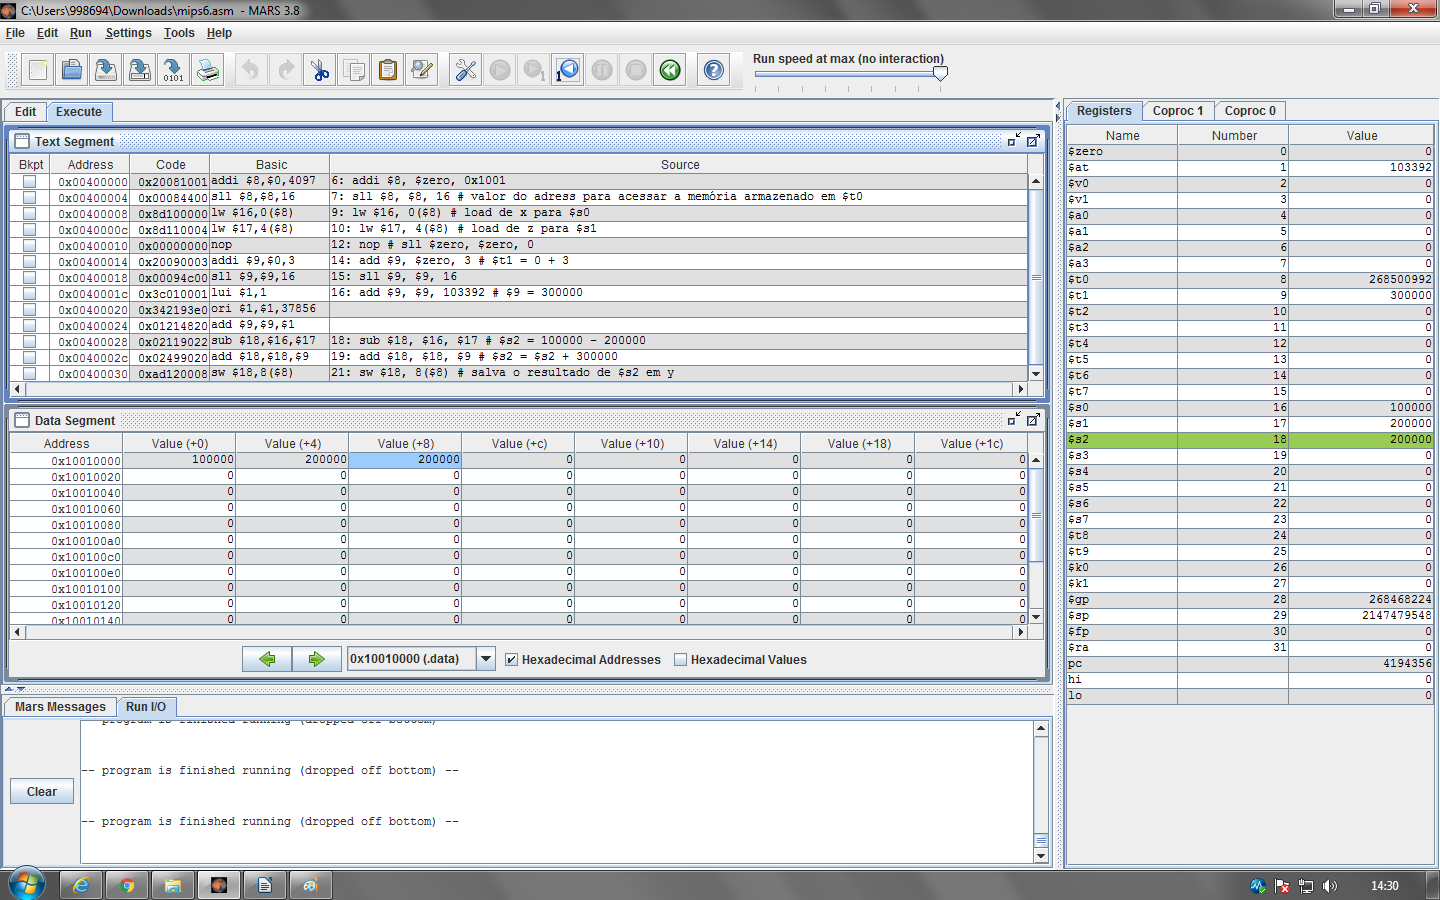 C:\Users\998694\Downloads\mips6.asm - MARS 3.8
File Edit Run Settings Tools Help
Run speed at max (no interaction)
Edit Execute
Text Segment
Bkpt Address Code Basic Source
0x00400000 0x20081001 addi $8,$0,4097 6: addi $8, $zero, 0x1001
0x00400004 0x00084400 sll $8,$8,16 7: sll $8, $8, 16 # valor do adress para acessar a memória armazenado em $t0
0x00400008 0x8d100000 lw $16,0($8) 9: lw $16, 0($8) # load de x para $s0
0x0040000c 0x8d110004 lw $17,4($8) 10: lw $17, 4($8) # load de z para $s1
0x00400010 0x00000000 nop 12: nop # sll $zero, $zero, 0
0x00400014 0x20090003 addi $9,$0,3 14: add $9, $zero, 3 # $t1 = 0 + 3
0x00400018 0x00094c00 sll $9,$9,16 15: sll $9, $9, 16
0x0040001c 0x3c010001 lui $1,1 16: add $9, $9, 103392 # $9 = 300000
0x00400020 0x342193e0 ori $1,$1,37856
0x00400024 0x01214820 add $9,$9,$1
0x00400028 0x02119022 sub $18,$16,$17 18: sub $18, $16, $17 # $s2 = 100000 - 200000
0x0040002c 0x02499020 add $18,$18,$9 19: add $18, $18, $9 # $s2 = $s2 + 300000
0x00400030 0xad120008 sw $18,8($8) 21: sw $18, 8($8) # salva o resultado de $s2 em y
Data Segment
Address Value (+0) Value (+4) Value (+8) Value (+c) Value (+10) Value (+14) Value (+18) Value (+1c)
0x10010000 100000 200000 200000 0 0 0 0 0
0x10010020 0 0 0 0 0 0 0 0
0x10010040 0 0 0 0 0 0 0 0
0x10010060 0 0 0 0 0 0 0 0
0x10010080 0 0 0 0 0 0 0 0
0x100100a0 0 0 0 0 0 0 0 0
0x100100c0 0 0 0 0 0 0 0 0
0x100100e0 0 0 0 0 0 0 0 0
0x10010100 0 0 0 0 0 0 0 0
0x10010120 0 0 0 0 0 0 0 0
0x10010140 0 0 0 0 0 0 0 0
0x10010000 (.data) Hexadecimal Addresses Hexadecimal Values
Mars Messages Run I/O
Clear
-- program is finished running (dropped off bottom) --
-- program is finished running (dropped off bottom) --
-- program is finished running (dropped off bottom) --
Registers Coproc 1 Coproc 0
Name Number Value
$zero 0 0
$at 1 103392
$v0 2 0
$v1 3 0
$a0 4 0
$a1 5 0
$a2 6 0
$a3 7 0
$t0 8 268500992
$t1 9 300000
$t2 10 0
$t3 11 0
$t4 12 0
$t5 13 0
$t6 14 0
$t7 15 0
$s0 16 100000
$s1 17 200000
$s2 18 200000
$s3 19 0
$s4 20 0
$s5 21 0
$s6 22 0
$s7 23 0
$t8 24 0
$t9 25 0
$k0 26 0
$k1 27 0
$gp 28 268468224
$sp 29 2147479548
$fp 30 0
$ra 31 0
pc 4194356
hi 0
lo 0
14:30